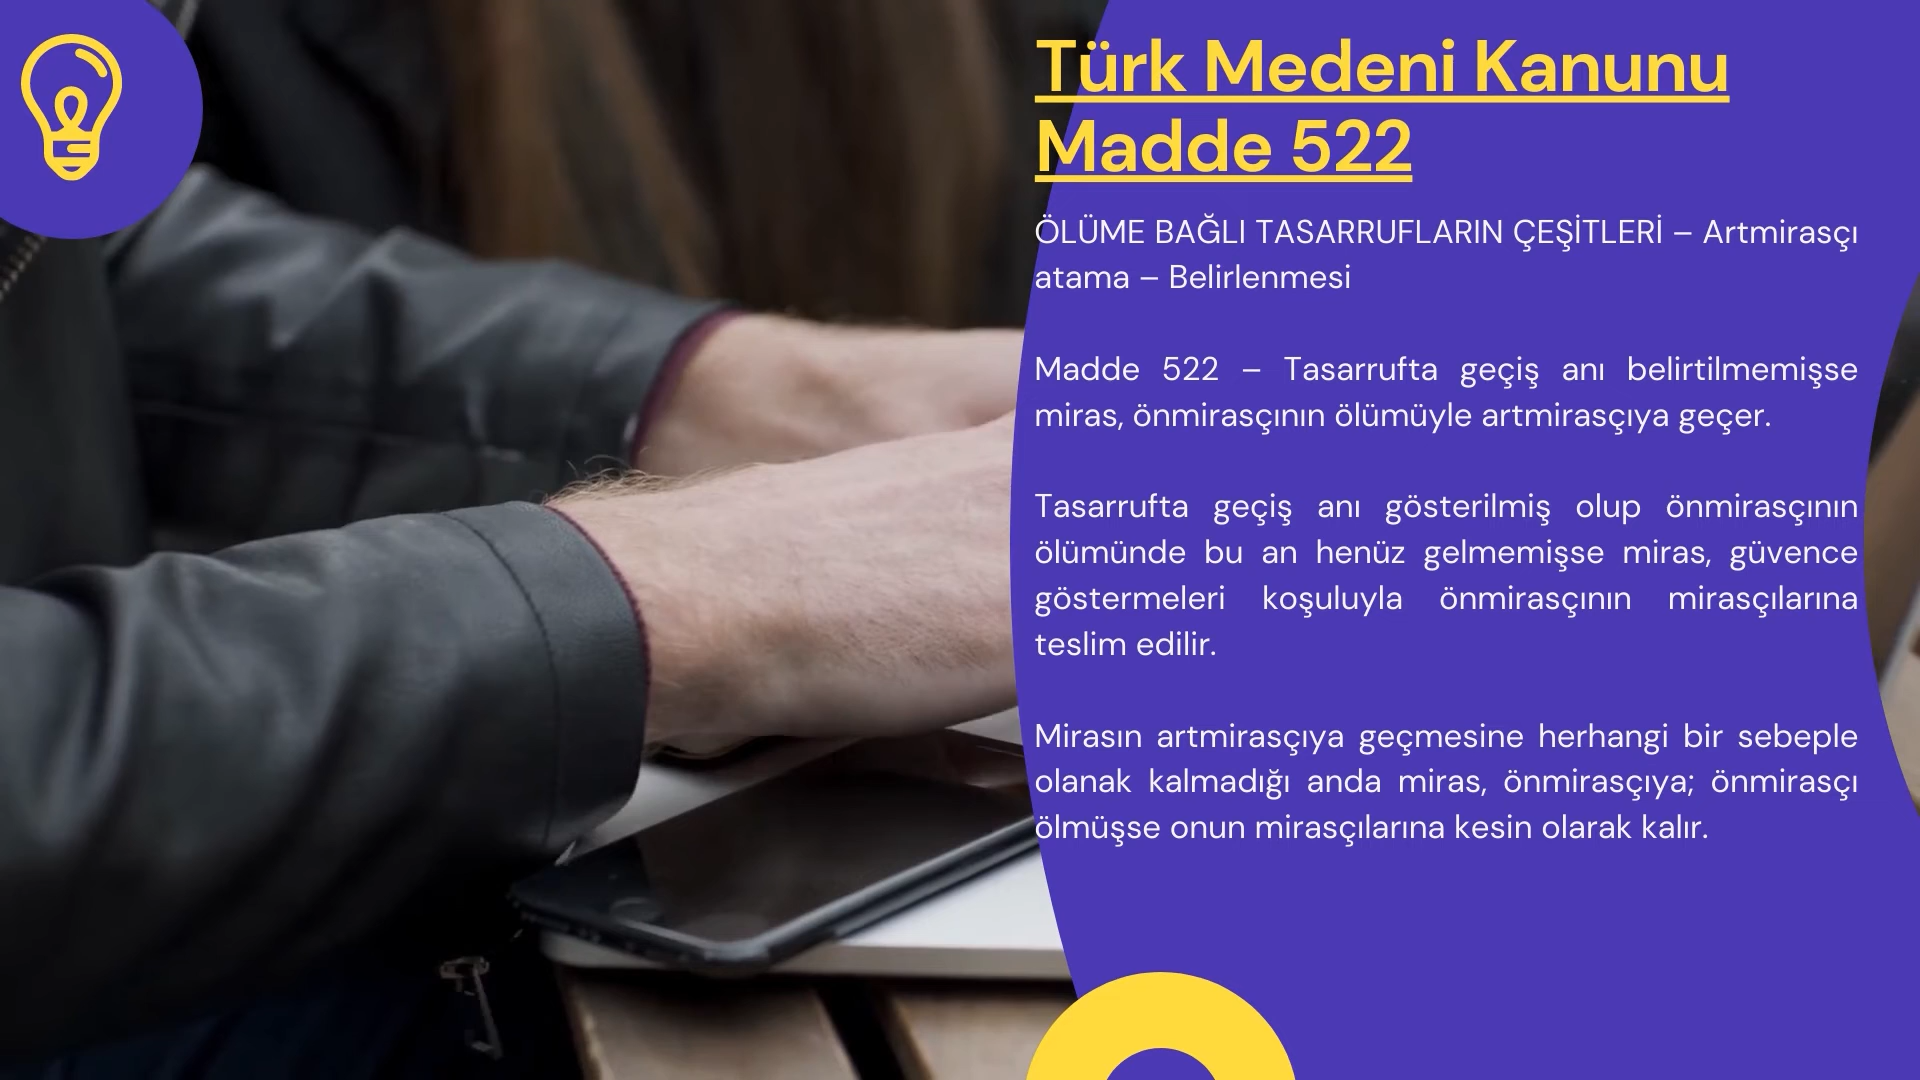 Türk Medeni Kanunu
Madde 522
ÖLÜME BAĞLI TASARRUFLARIN ÇEŞİTLERİ – Artmirasçı
atama – Belirlenmesi
Madde 522 – Tasarrufta geçiş anı belirtilmemişse
miras, önmirasçının ölümüyle artmirasçıya geçer.
Tasarrufta geçiş anı gösterilmiş olup önmirasçının
ölümünde bu an henüz gelmemişse miras, güvence
göstermeleri koşuluyla önmirasçının mirasçılarına
teslim edilir.
Mirasın artmirasçıya geçmesine herhangi bir sebeple
olanak kalmadığı anda miras, önmirasçıya; önmirasçı
ölmüşse onun mirasçılarına kesin olarak kalır.